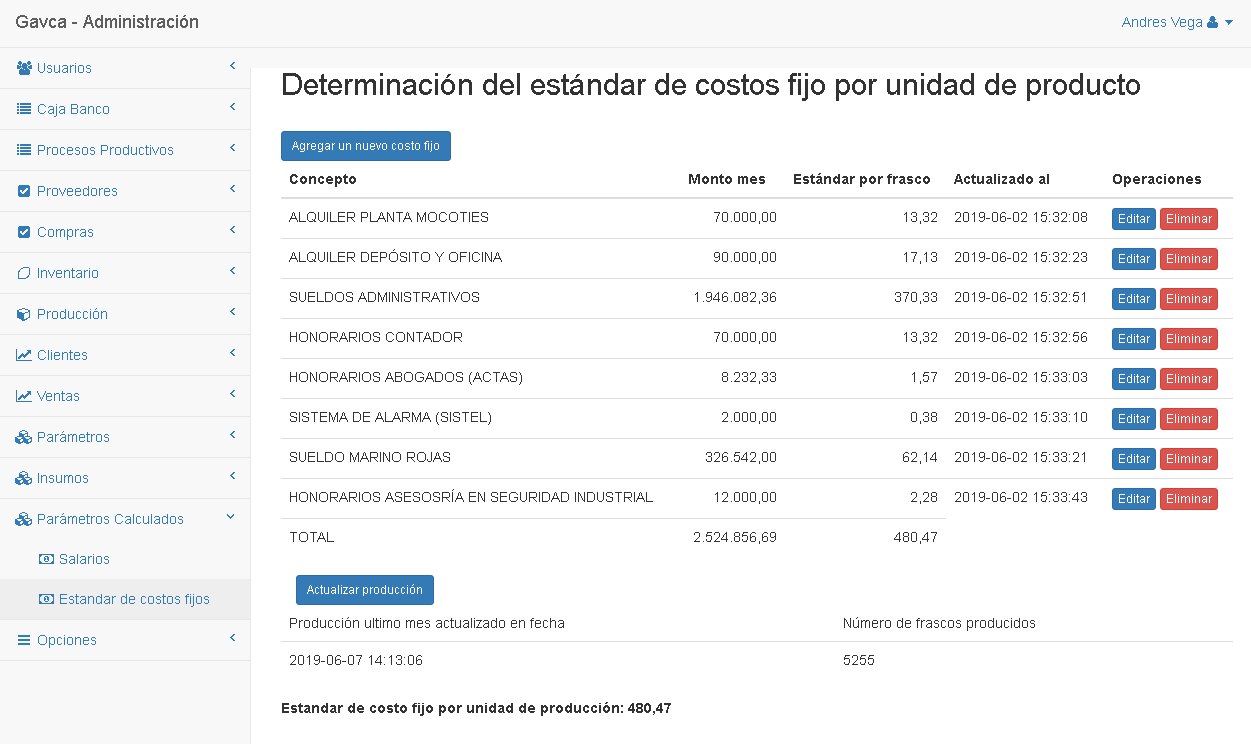 Gavca - Administración
Andres Vega
Usuarios
Caja Banco
Procesos Productivos
Proveedores
Compras
Inventario
Producción
Clientes
Ventas
Parámetros
Insumos
Parámetros Calculados
Salarios
Estandar de costos fijos
Opciones
Determinación del estándar de costos fijo por unidad de producto
Agregar un nuevo costo fijo
Concepto Monto mes Estándar por frasco Actualizado al Operaciones
ALQUILER PLANTA MOCOTIES 70.000,00 13,32 2019-06-02 15:32:08 Editar Eliminar
ALQUILER DEPÓSITO Y OFICINA 90.000,00 17,13 2019-06-02 15:32:23 Editar Eliminar
SUELDOS ADMINISTRATIVOS 1.946.082,36 370,33 2019-06-02 15:32:51 Editar Eliminar
HONORARIOS CONTADOR 70.000,00 13,32 2019-06-02 15:32:56 Editar Eliminar
HONORARIOS ABOGADOS (ACTAS) 8.232,33 1,57 2019-06-02 15:33:03 Editar Eliminar
SISTEMA DE ALARMA (SISTEL) 2.000,00 0,38 2019-06-02 15:33:10 Editar Eliminar
SUELDO MARINO ROJAS 326.542,00 62,14 2019-06-02 15:33:21 Editar Eliminar
HONORARIOS ASESOSRÍA EN SEGURIDAD INDUSTRIAL 12.000,00 2,28 2019-06-02 15:33:43 Editar Eliminar
TOTAL 2.524.856,69 480,47
Actualizar producción
Producción ultimo mes actualizado en fecha Número de frascos producidos
2019-06-07 14:13:06 5255
Estandar de costo fijo por unidad de producción: 480,47